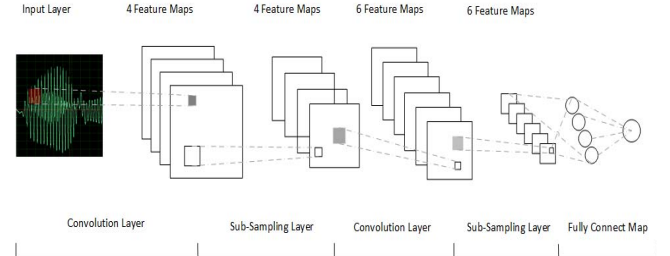 Input Layer
4 Feature Maps
4 Feature Maps
6 Feature Maps
6 Feature Maps
Convolution Layer
Sub-Sampling Layer
Convolution Layer
Sub-Sampling Layer
Fully Connect Map